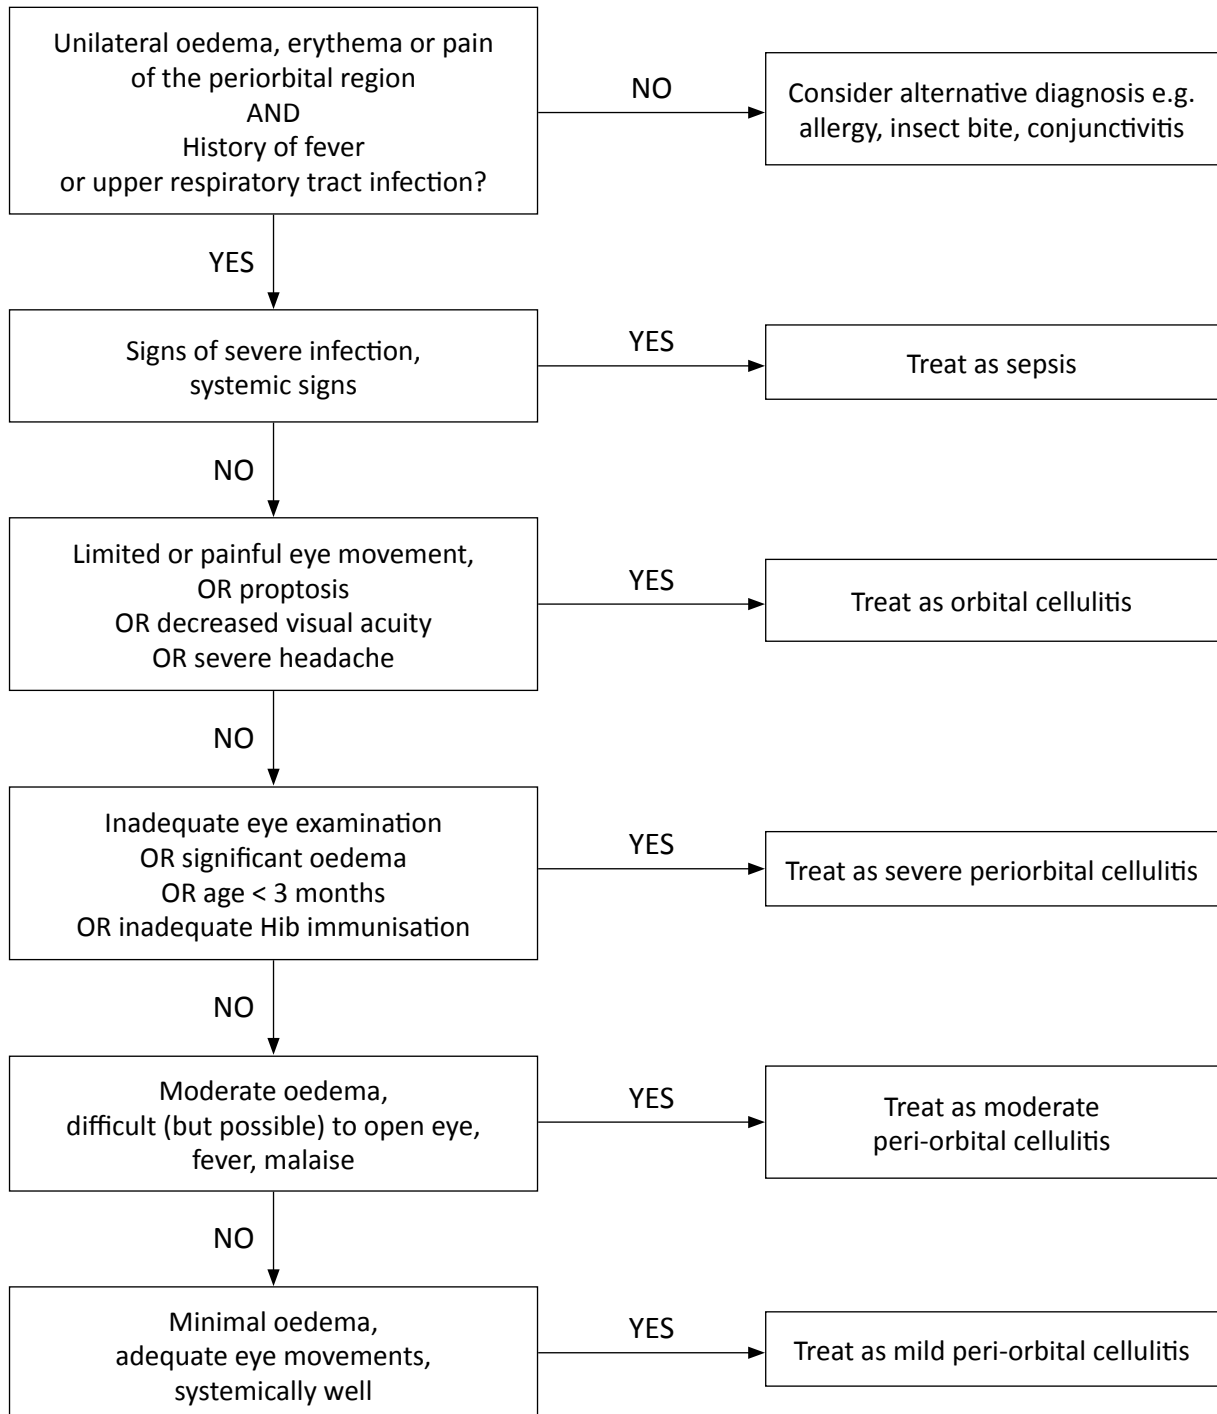 Unilateral oedema, erythema or pain
of the periorbital region
AND
History of fever
or upper respiratory tract infection?
NO
Consider alternative diagnosis e.g.
allergy, insect bite, conjunctivitis
YES
Signs of severe infection,
systemic signs
YES
Treat as sepsis
NO
Limited or painful eye movement,
OR proptosis
OR decreased visual acuity
OR severe headache
YES
Treat as orbital cellulitis
NO
Inadequate eye examination
OR significant oedema
OR age < 3 months
OR inadequate Hib immunisation
YES
Treat as severe periorbital cellulitis
NO
Moderate oedema,
difficult (but possible) to open eye,
fever, malaise
YES
Treat as moderate
peri-orbital cellulitis
NO
Minimal oedema,
adequate eye movements,
systemically well
YES
Treat as mild peri-orbital cellulitis